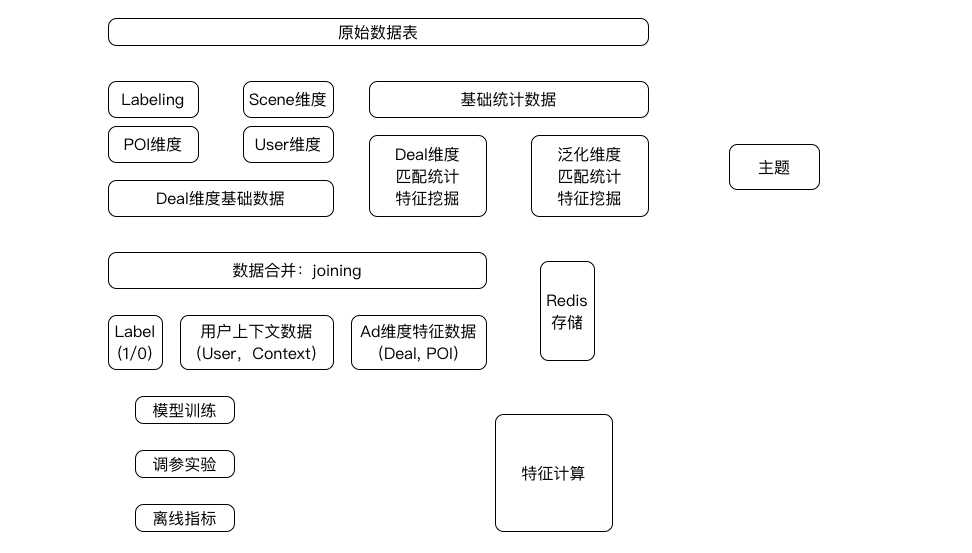 原始数据表
Labeling
Scene维度
基础统计数据
POI维度
User维度
Deal维度
匹配统计
特征挖掘
泛化维度
匹配统计
特征挖掘
主题
Deal维度基础数据
数据合并：joining
Redis
存储
Label
(1/0)
用户上下文数据
（User，Context）
Ad维度特征数据
（Deal, POI）
模型训练
调参实验
特征计算
离线指标